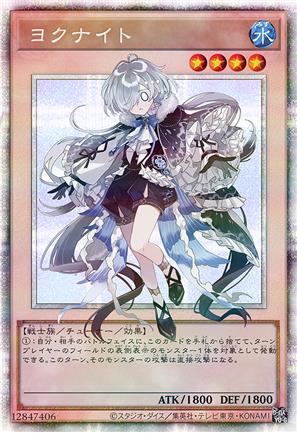 ヨクナイト
水
【戦士族／チューナー／効果】
①：自分・相手のバトルフェイズに、このカードを手札から捨てて、ターン
プレイヤーのフィールドの表側表示のモンスター1体を対象として発動
できる。このターン、そのモンスターの攻撃は直接攻撃になる。
ATK/1800 DEF/1800
12847406
©スタジオ・ダイス／集英社・テレビ東京・KONAMI